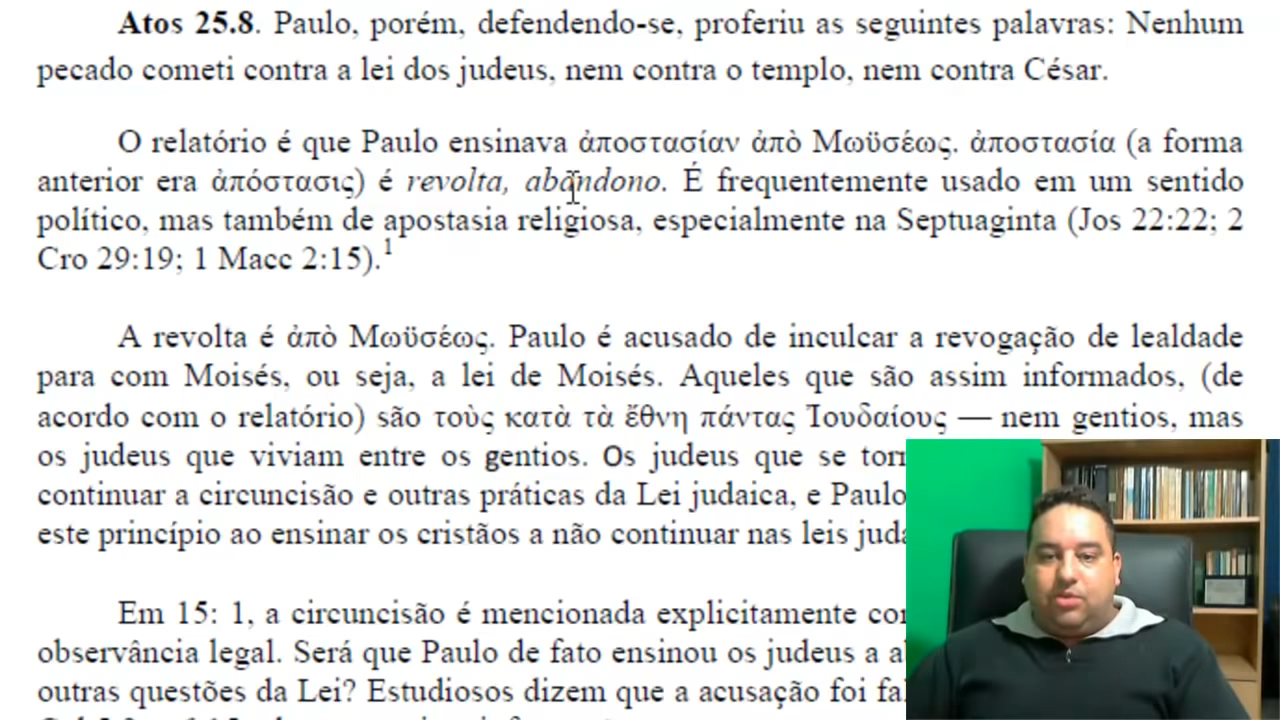 Atos 25.8. Paulo, porém, defendendo-se, proferiu as seguintes palavras: Nenhum
pecado cometi contra a lei dos judeus, nem contra o templo, nem contra César.
O relatório é que Paulo ensinava ἀποστασίαν ἀπὸ Μωϋσέως. ἀποστασία (a forma
anterior era ἀπόστασις) é revolta, abandono. É frequentemente usado em um sentido
político, mas também de apostasia religiosa, especialmente na Septuaginta (Jos 22:22; 2
Cro 29:19; 1 Macc 2:15).1
A revolta é ἀπὸ Μωϋσέως. Paulo é acusado de inculcar a revogação de lealdade
para com Moisés, ou seja, a lei de Moisés. Aqueles que são assim informados, (de
acordo com o relatório) são τοὺς κατὰ τὰ ἔθνη πάντας Ἰουδαίους — nem gentios, mas
os judeus que viviam entre os gentios. Os judeus que se
continuar a circuncisão e outras práticas da Lei judaica, e Paulo
este princípio ao ensinar os cristãos a não continuar nas leis
Em 15: 1, a circuncisão é mencionada explicitamente
observância legal. Será que Paulo de fato ensinou os judeus a
outras questões da Lei? Estudiosos dizem que a acusação foi